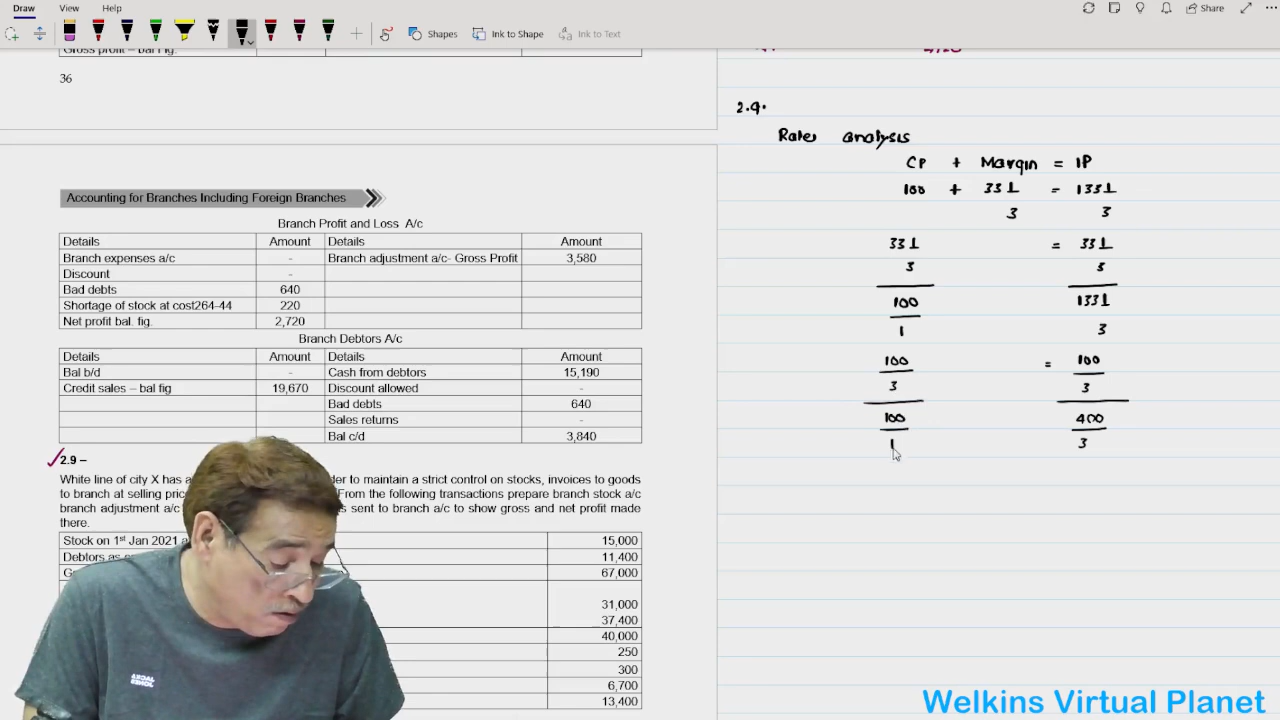 Draw View Help
Share
Shapes Ink to Shape Ink to Text
Gross profit – bal Fig.
36
Accounting for Branches Including Foreign Branches
Branch Profit and Loss A/c
Details Amount Details Amount
Branch expenses a/c - Branch adjustment a/c- Gross Profit 3,580
Discount -
Bad debts 640
Shortage of stock at cost264-44 220
Net profit bal. fig. 2,720
Branch Debtors A/c
Details Amount Details Amount
Bal b/d - Cash from debtors 15,190
Credit sales – bal fig 19,670 Discount allowed -
Bad debts 640
Sales returns -
Bal c/d 3,840
2.9 –
White line of city X has a der to maintain a strict control on stocks, invoices to goods
to branch at selling pric From the following transactions prepare branch stock a/c
branch adjustment a/c s sent to branch a/c to show gross and net profit made
there.
Stock on 1st Jan 2021 a 15,000
Debtors as 11,400
67,000
31,000
37,400
40,000
250
300
6,700
13,400
2.9.
Rates analysis
CP + Margin = IP
100 + 33 1 = 133 1
3 3
33 1 = 33 1
3 3
100 133 1
1 3
100 = 100
3 3
100 400
1 3
Welkins Virtual Planet